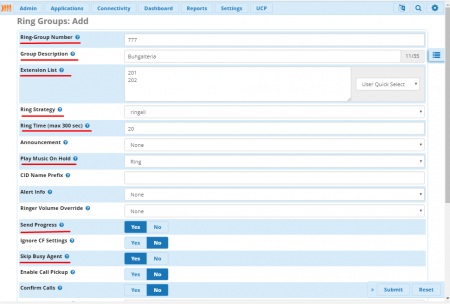 Admin Applications Connectivity Dashboard Reports Settings UCP
Ring Groups: Add
Ring-Group Number 777
Group Description Buhgalteria 11/35
Extension List 201
202
User Quick Select
Ring Strategy ringall
Ring Time (max 300 sec) 20
Announcement None
Play Music On Hold Ring
CID Name Prefix
Alert Info None
Ringer Volume Override None
Send Progress Yes No
Ignore CF Settings Yes No
Skip Busy Agent Yes No
Enable Call Pickup Yes No
Confirm Calls Yes No
Submit Reset